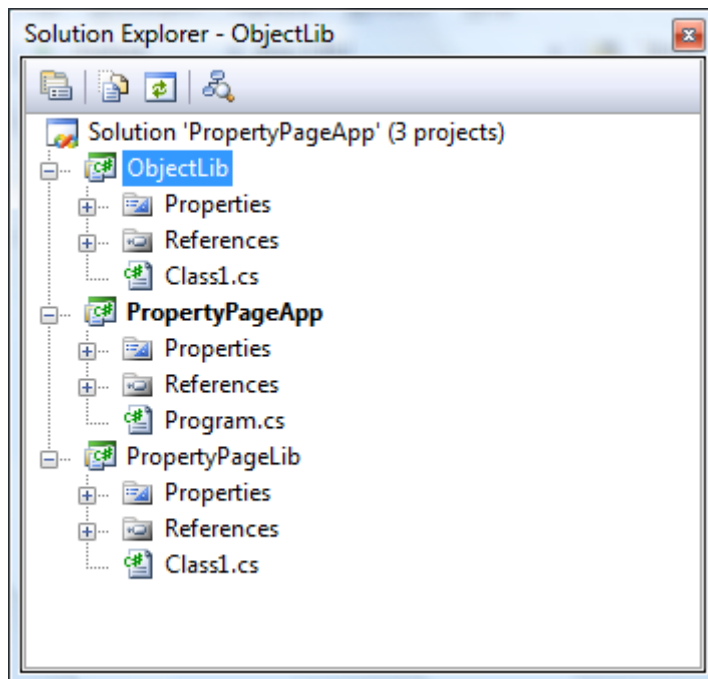 Solution Explorer - ObjectLib
Solution 'PropertyPageApp' (3 projects)
C# ObjectLib
Properties
References
C# Class1.cs
C# PropertyPageApp
Properties
References
C# Program.cs
C# PropertyPageLib
Properties
References
C# Class1.cs